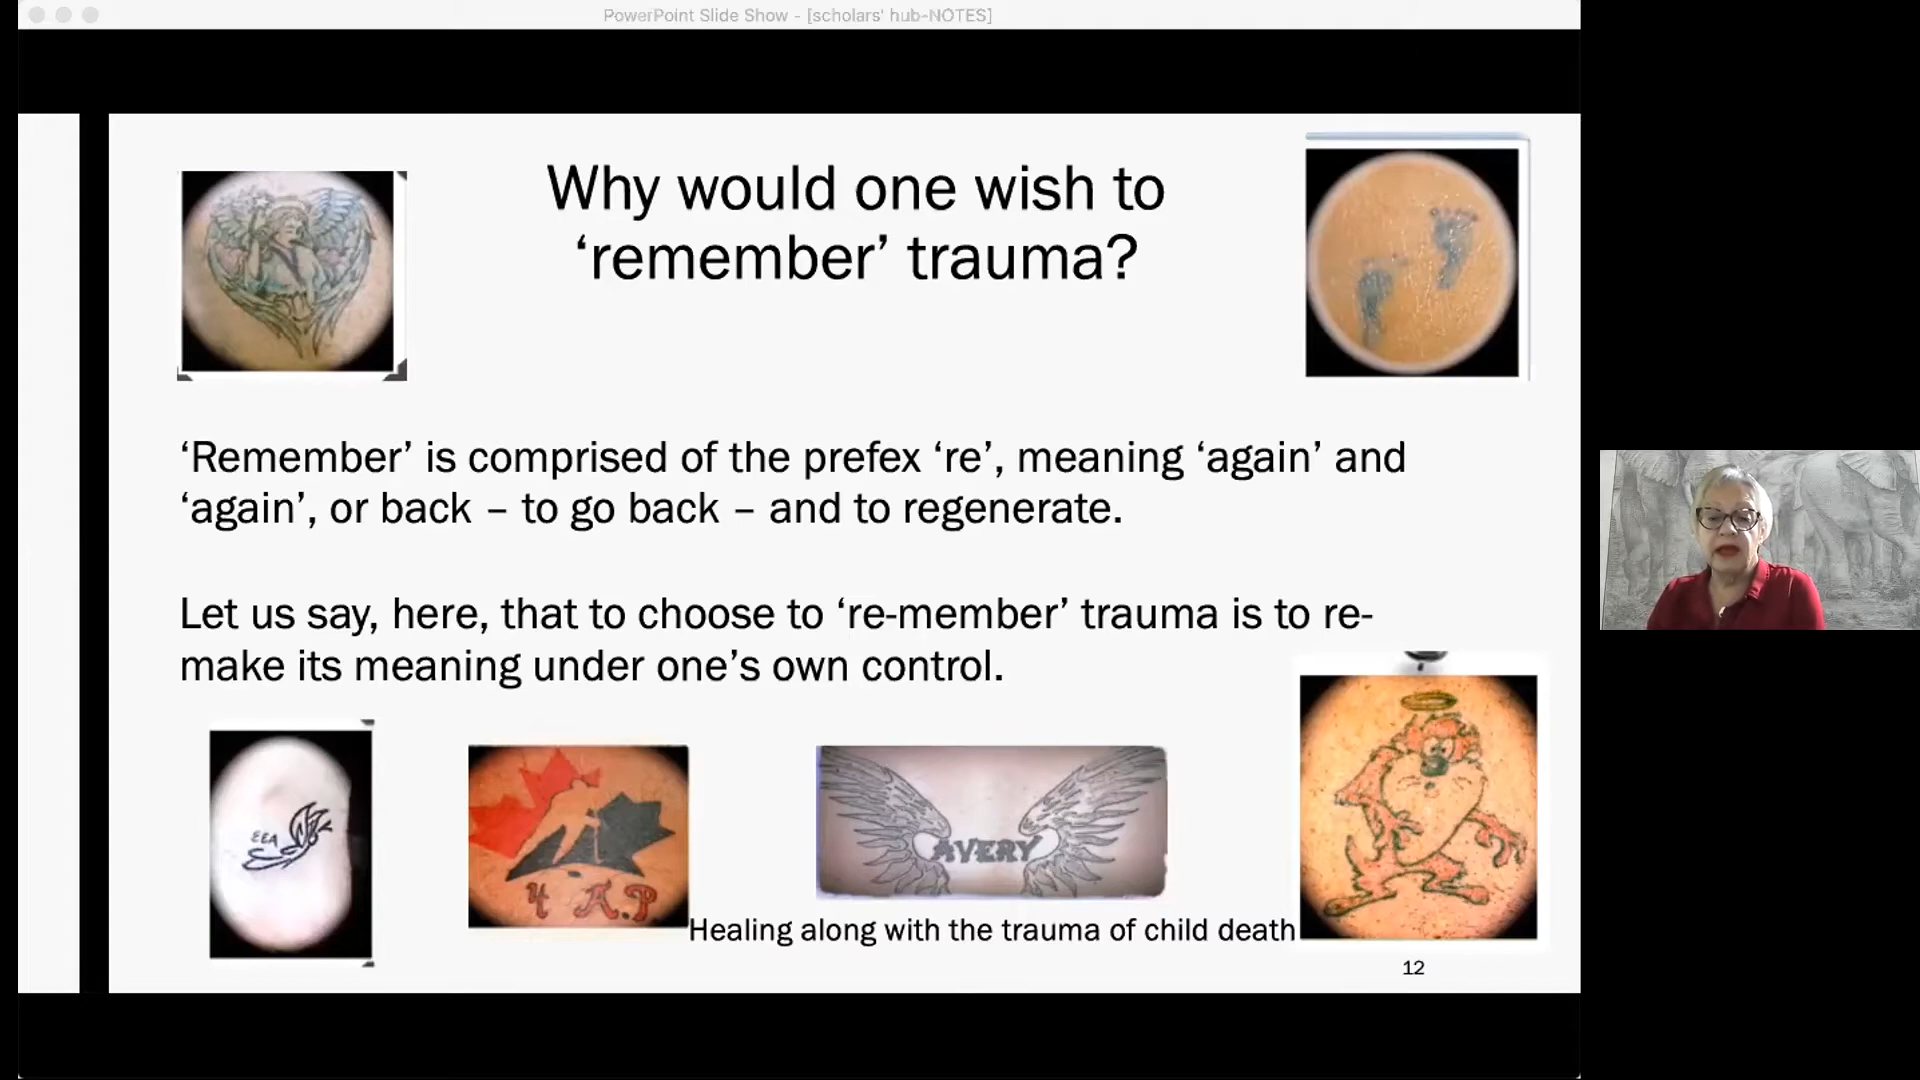 PowerPoint Slide Show - [scholars' hub-NOTES]
Why would one wish to
‘remember’ trauma?
‘Remember’ is comprised of the prefex ‘re’, meaning ‘again’ and
‘again’, or back – to go back – and to regenerate.
Let us say, here, that to choose to ‘re-member’ trauma is to re-
make its meaning under one’s own control.
EEA
4 A.P
AVERY
Healing along with the trauma of child death
12